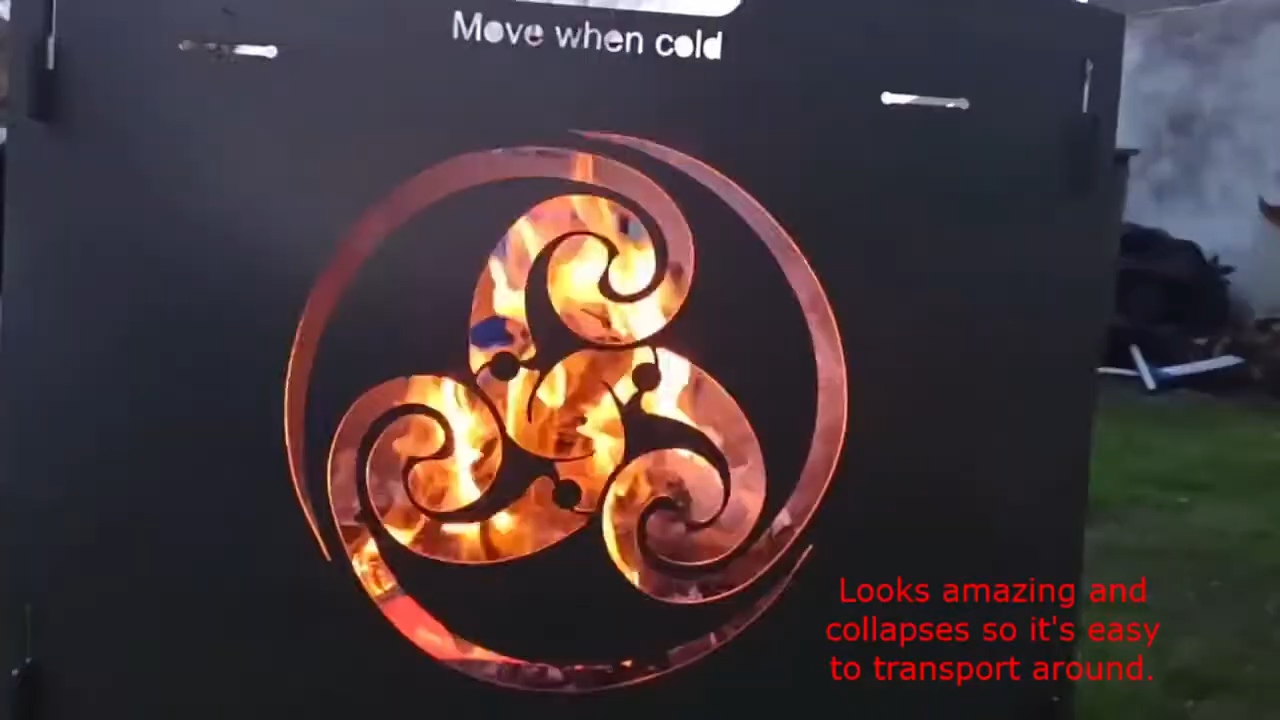 Move when cold
Looks amazing and
collapses so it's easy
to transport around.